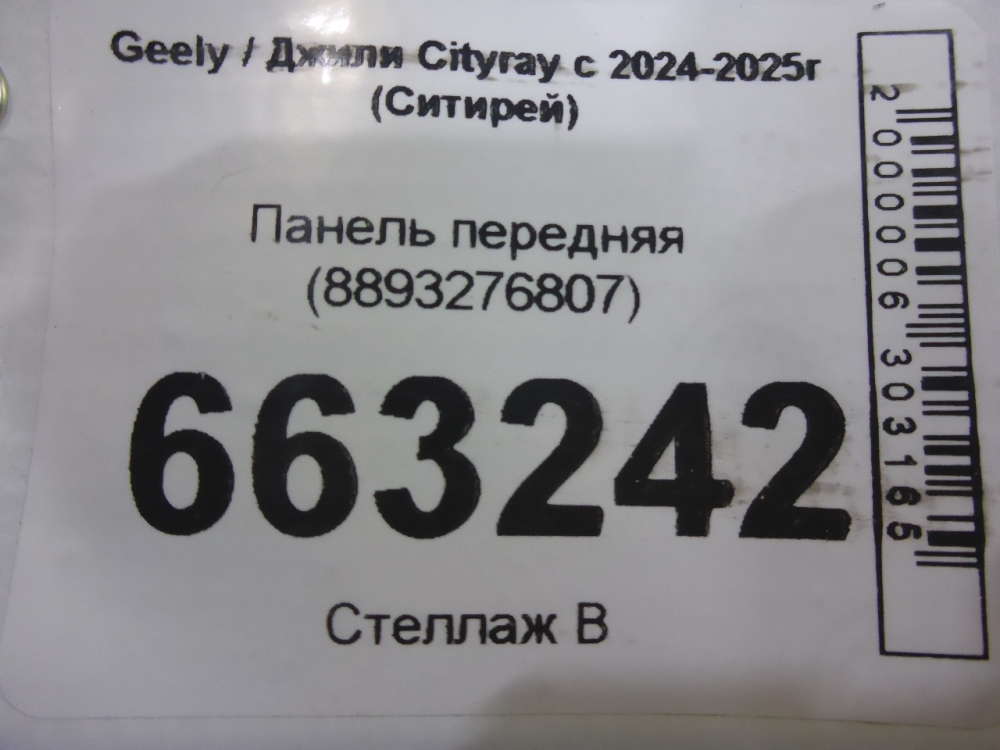 Geely / Джили Cityray с 2024-2025г
(Ситирей)
Панель передняя
(8893276807)
663242
Стеллаж В
2000006303165